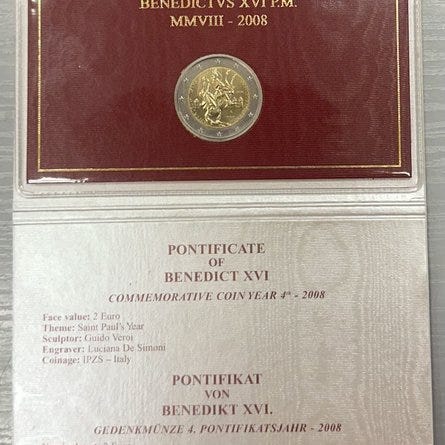 BENEDICTVS XVI P.M.
MMVIII - 2008
PONTIFICATE
OF
BENEDICT XVI
COMMEMORATIVE COIN YEAR 4th - 2008
Face value: 2 Euro
Theme: Saint Paul's Year
Sculptor: Guido Veroi
Engraver: Luciana De Simoni
Coinage: IPZS – Italy
PONTIFIKAT
VON
BENEDIKT XVI.
GEDENKMÜNZE 4. PONTIFIKATSJAHR - 2008